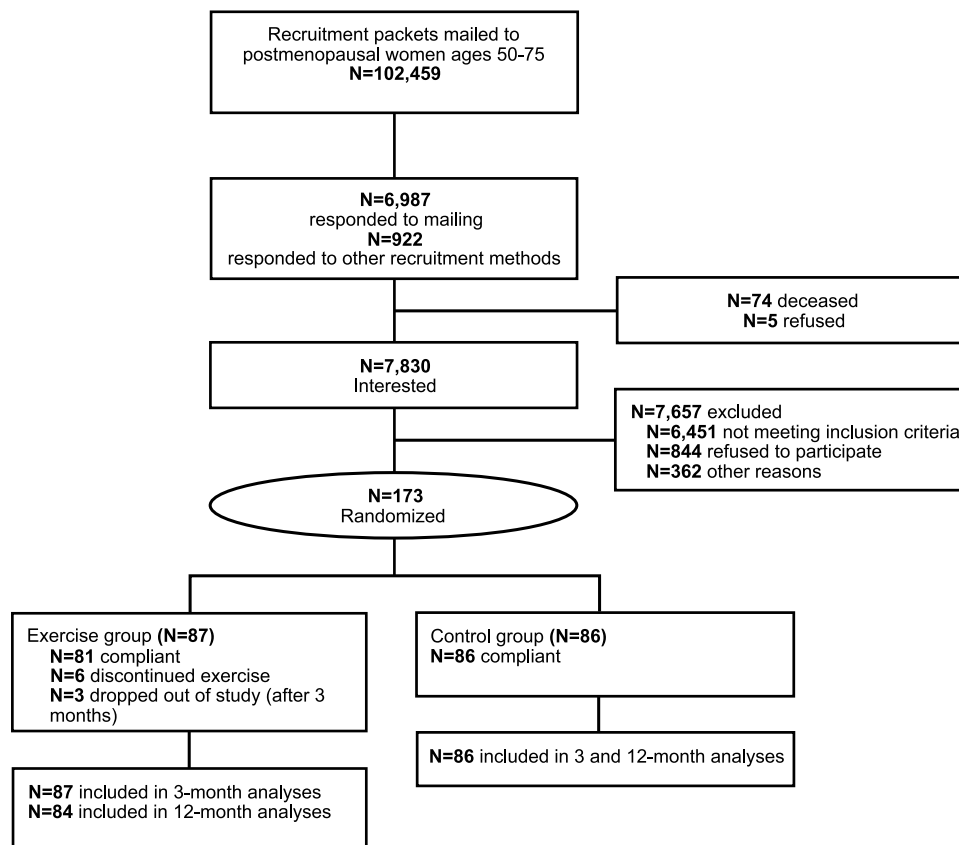 Recruitment packets mailed to
postmenopausal women ages 50-75
N=102,459
N=6,987
responded to mailing
N=922
responded to other recruitment methods
N=74 deceased
N=5 refused
N=7,830
Interested
N=7,657 excluded
N=6,451 not meeting inclusion criteria
N=844 refused to participate
N=362 other reasons
N=173
Randomized
Exercise group (N=87)
N=81 compliant
N=6 discontinued exercise
N=3 dropped out of study (after 3
months)
Control group (N=86)
N=86 compliant
N=86 included in 3 and 12-month analyses
N=87 included in 3-month analyses
N=84 included in 12-month analyses